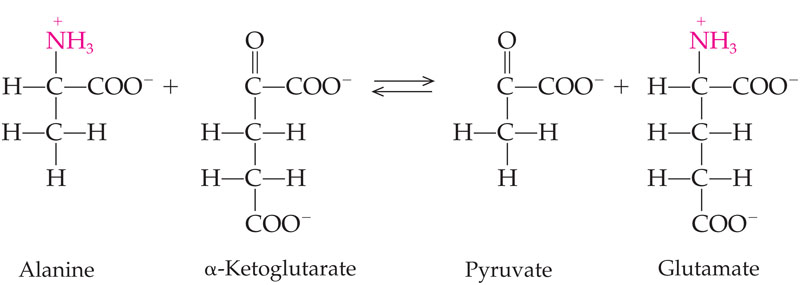 + NH₃ O O + NH₃
H—C—COO⁻ + C—COO⁻ ⇌ C—COO⁻ + H—C—COO⁻
H—C—H H—C—H H—C—H H—C—H
H H—C—H H H—C—H
COO⁻ COO⁻
Alanine α-Ketoglutarate Pyruvate Glutamate